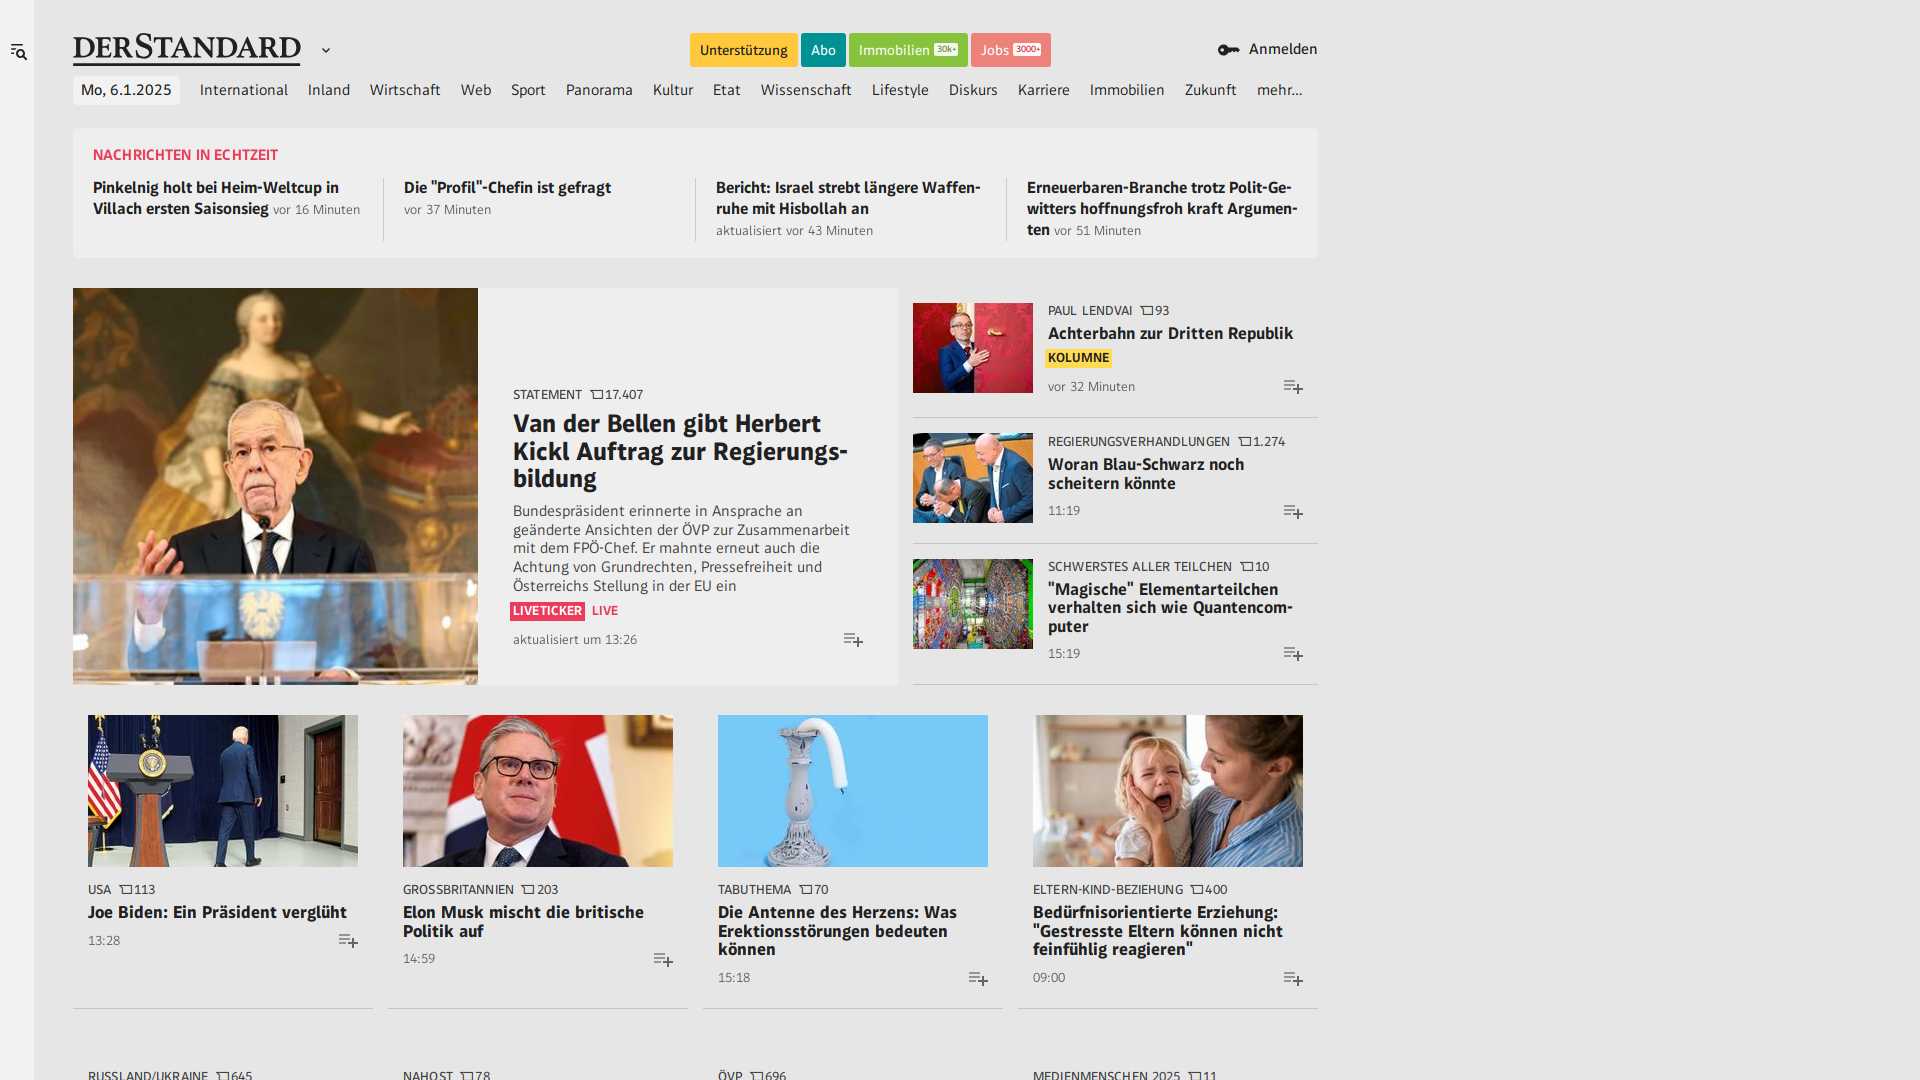 DERSTANDARD
Unterstützung
Abo
Immobilien 30k+
Jobs 3000+
Anmelden
Mo, 6.1.2025 International Inland Wirtschaft Web Sport Panorama Kultur Etat Wissenschaft Lifestyle Diskurs Karriere Immobilien Zukunft mehr…
NACHRICHTEN IN ECHTZEIT
Pinkelnig holt bei Heim-Weltcup in
Villach ersten Saisonsieg vor 16 Minuten
Die "Profil"-Chefin ist gefragt
vor 37 Minuten
Bericht: Israel strebt längere Waffen-
ruhe mit Hisbollah an
aktualisiert vor 43 Minuten
Erneuerbaren-Branche trotz Polit-Ge-
witters hoffnungsfroh kraft Argumen-
ten vor 51 Minuten
STATEMENT 17.407
Van der Bellen gibt Herbert
Kickl Auftrag zur Regierungs-
bildung
Bundespräsident erinnerte in Ansprache an
geänderte Ansichten der ÖVP zur Zusammenarbeit
mit dem FPÖ-Chef. Er mahnte erneut auch die
Achtung von Grundrechten, Pressefreiheit und
Österreichs Stellung in der EU ein
LIVETICKER LIVE
aktualisiert um 13:26
PAUL LENDVAI 93
Achterbahn zur Dritten Republik
KOLUMNE
vor 32 Minuten
REGIERUNGSVERHANDLUNGEN 1.274
Woran Blau-Schwarz noch
scheitern könnte
11:19
SCHWERSTES ALLER TEILCHEN 10
"Magische" Elementarteilchen
verhalten sich wie Quantencom-
puter
15:19
USA 113
Joe Biden: Ein Präsident verglüht
13:28
GROSSBRITANNIEN 203
Elon Musk mischt die britische
Politik auf
14:59
TABUTHEMA 70
Die Antenne des Herzens: Was
Erektionsstörungen bedeuten
können
15:18
ELTERN-KIND-BEZIEHUNG 400
Bedürfnisorientierte Erziehung:
"Gestresste Eltern können nicht
feinfühlig reagieren"
09:00
RUSSLAND/UKRAINE 645
NAHOST 78
ÖVP 696
MEDIENMENSCHEN 2025 11